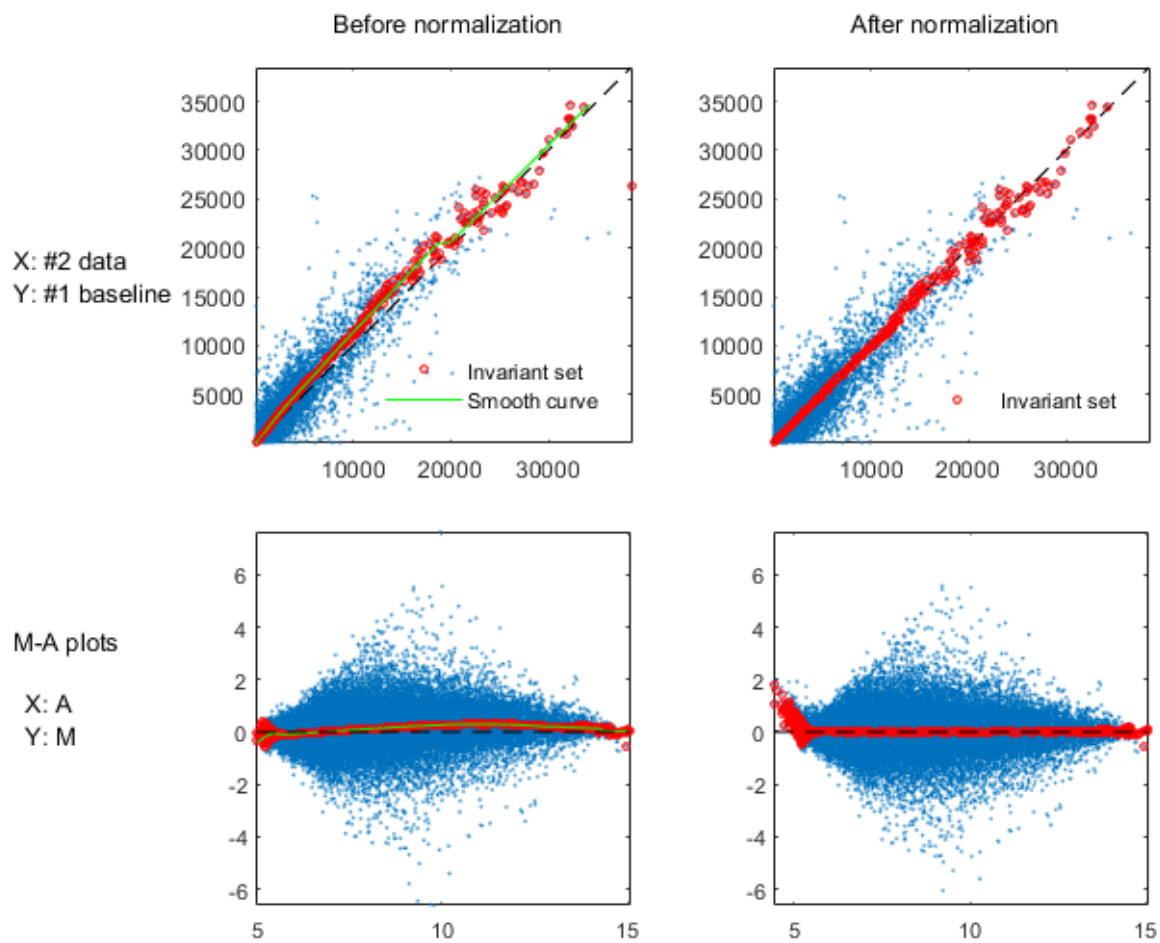 Before normalization
After normalization
X: #2 data
Y: #1 baseline
35000
30000
25000
20000
15000
10000
5000
Invariant set
Smooth curve
10000 20000 30000
35000
30000
25000
20000
15000
10000
5000
Invariant set
10000 20000 30000
M-A plots
X: A
Y: M
6
4
2
0
-2
-4
-6
5 10 15
6
4
2
0
-2
-4
-6
5 10 15